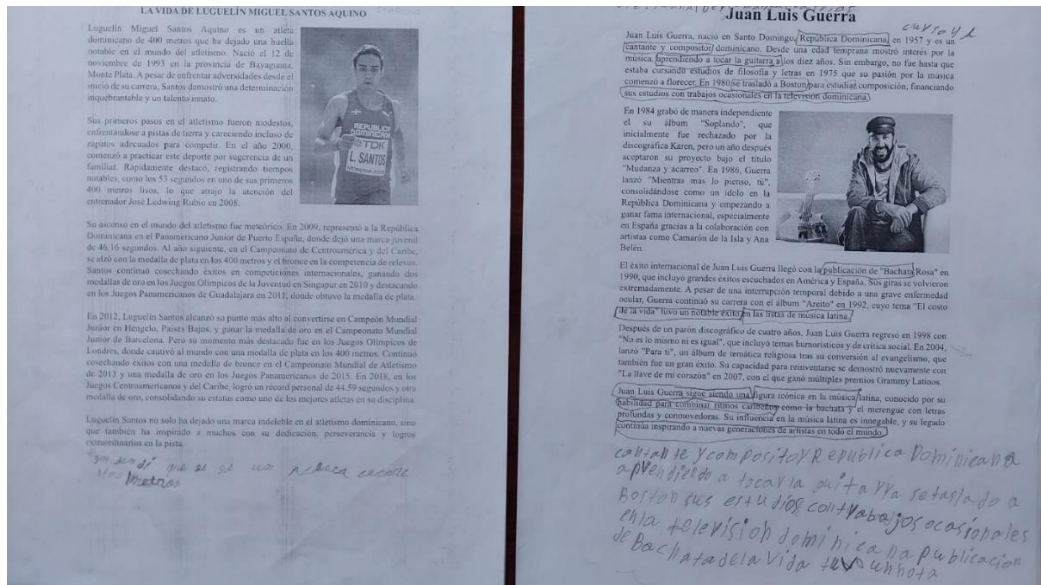 LA VIDA DE LUGUELÍN MIGUEL SANTOS AQUINO
Luguelín Miguel Santos Aquino es un atleta
dominicano de 400 metros que ha dejado una huella
notable en el mundo del atletismo. Nació el 12 de
noviembre de 1993 en la provincia de Bayaguana,
Monte Plata. A pesar de enfrentar adversidades desde el
inicio de su carrera, Santos demostró una determinación
inquebrantable y un talento innato.
REPUBLICA
DOMINICANA
TDK
L. SANTOS
Sus primeros pasos en el atletismo fueron modestos,
enfrentándose a pistas de tierra y careciendo incluso de
zapatos adecuados para competir. En el año 2000,
comenzó a practicar este deporte por sugerencia de un
familiar. Rápidamente destacó, registrando tiempos
notables, como los 53 segundos en uno de sus primeros
400 metros lisos, lo que atrajo la atención del
entrenador José Ledwing Rubio en 2008.
Su ascenso en el mundo del atletismo fue meteórico. En 2009, representó a la República
Dominicana en el Panamericano Junior de Puerto España, donde dejó una marca juvenil
de 46.16 segundos. Al año siguiente, en el Campeonato de Centroamérica y del Caribe,
se alzó con la medalla de plata en los 400 metros y el bronce en la competencia de relevos.
Santos continuó cosechando éxitos en competiciones internacionales, ganando dos
medallas de oro en los Juegos Olímpicos de la Juventud en Singapur en 2010 y destacando
en los Juegos Panamericanos de Guadalajara en 2011, donde obtuvo la medalla de plata.
En 2012, Luguelín Santos alcanzó su punto más alto al convertirse en Campeón Mundial
Junior en Hengelo, Países Bajos, y ganar la medalla de oro en el Campeonato Mundial
Junior de Barcelona. Pero su momento más destacado fue en los Juegos Olímpicos de
Londres, donde cautivó al mundo con una medalla de plata en los 400 metros. Continuó
cosechando éxitos con una medalla de bronce en el Campeonato Mundial de Atletismo
de 2013 y una medalla de oro en los Juegos Panamericanos de 2015. En 2018, en los
Juegos Centroamericanos y del Caribe, logró un récord personal de 44.59 segundos y otra
medalla de oro, consolidando su estatus como uno de los mejores atletas en su disciplina.
Luguelín Santos no solo ha dejado una marca indeleble en el atletismo dominicano, sino
que también ha inspirado a muchos con su dedicación, perseverancia y logros
extraordinarios en la pista.
que
metros
Juan Luis Guerra
Juan Luis Guerra, nació en Santo Domingo, República Dominicana, en 1957 y es un
cantante y compositor dominicano. Desde una edad temprana mostró interés por la
música, aprendiendo a tocar la guitarra a los diez años. Sin embargo, no fue hasta que
estaba cursando estudios de filosofía y letras en 1975 que su pasión por la música
comenzó a florecer. En 1980 se trasladó a Boston para estudiar composición, financiando
sus estudios con trabajos ocasionales en la televisión dominicana.
En 1984 grabó de manera independiente
el su álbum "Soplando", que
inicialmente fue rechazado por la
discográfica Karen, pero un año después
aceptaron su proyecto bajo el título
"Mudanza y acarreo". En 1986, Guerra
lanzó "Mientras más lo pienso, tú",
consolidándose como un ídolo en la
República Dominicana y empezando a
ganar fama internacional, especialmente
en España gracias a la colaboración con
artistas como Camarón de la Isla y Ana
Belén.
El éxito internacional de Juan Luis Guerra llegó con la publicación de "Bachata Rosa" en
1990, que incluyó grandes éxitos escuchados en América y España. Sus giras se volvieron
extremadamente. A pesar de una interrupción temporal debido a una grave enfermedad
ocular, Guerra continuó su carrera con el álbum "Areito" en 1992, cuyo tema "El costo
de la vida" tuvo un notable éxito en las listas de música latina.
Después de un parón discográfico de cuatro años, Juan Luis Guerra regresó en 1998 con
"No es lo mismo ni es igual", que incluyó temas humorísticos y de crítica social. En 2004,
lanzó "Para ti", un álbum de temática religiosa tras su conversión al evangelismo, que
también fue un gran éxito. Su capacidad para reinventarse se demostró nuevamente con
"La llave de mi corazón" en 2007, con el que ganó múltiples premios Grammy Latinos.
Juan Luis Guerra sigue siendo una figura icónica en la música latina, conocido por su
habilidad para combinar ritmos caribeños como la bachata y el merengue con letras
profundas y conmovedoras. Su influencia en la música latina es innegable, y su legado
continúa inspirando a nuevas generaciones de artistas en todo el mundo.
cantante y compositor Republica Dominicana
aprendiendo a tocar la guitarra setaslado a
Boston sus estudios con trabajos ocasionales
en la television dominicana publicacion
de Bachata de la vida tuvo unnota